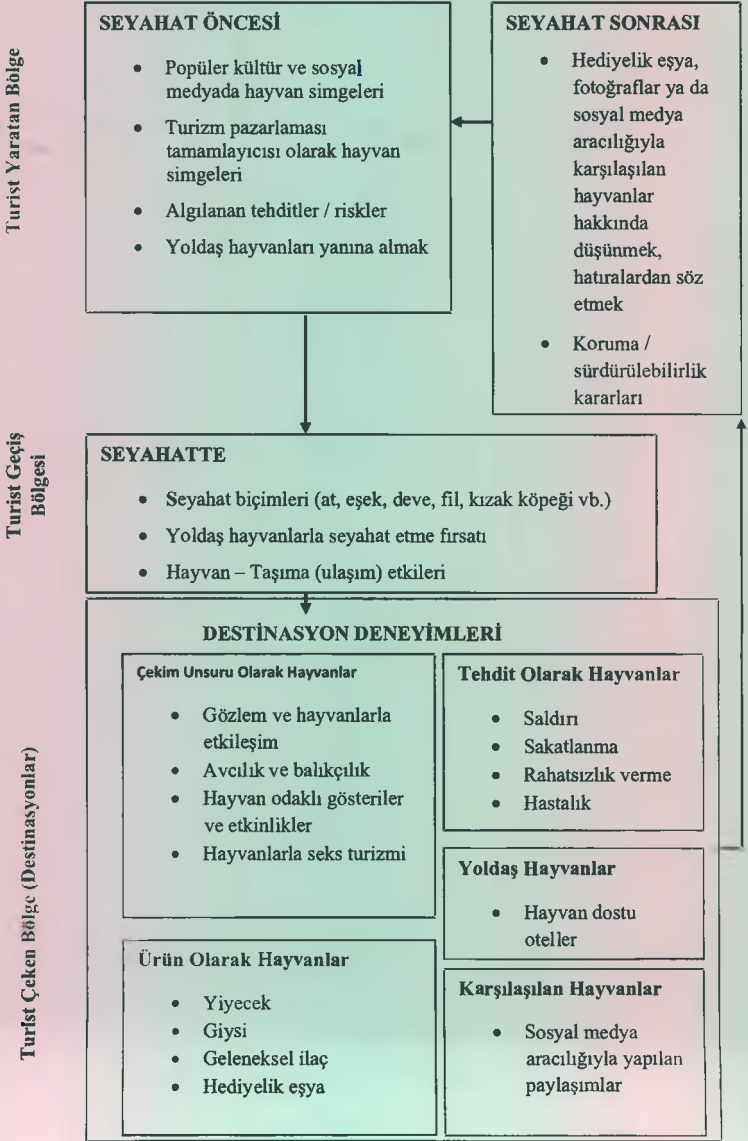 Turist Yaratan Bölge
SEYAHAT ÖNCESİ
• Popüler kültür ve sosyal
medyada hayvan simgeleri
• Turizm pazarlaması
tamamlayıcısı olarak hayvan
simgeleri
• Algılanan tehditler / riskler
• Yoldaş hayvanları yanına almak
SEYAHAT SONRASI
• Hediyelik eşya,
fotoğraflar ya da
sosyal medya
aracılığıyla
karşılaşılan
hayvanlar
hakkında
düşünmek,
hatıralardan söz
etmek
• Koruma /
sürdürülebilirlik
kararları
Turist Geçiş
Bölgesi
SEYAHATTE
• Seyahat biçimleri (at, eşek, deve, fil, kızak köpeği vb.)
• Yoldaş hayvanlarla seyahat etme fırsatı
• Hayvan – Taşıma (ulaşım) etkileri
Turist Çeken Bölge (Destinasyonlar)
DESTİNASYON DENEYİMLERİ
Çekim Unsuru Olarak Hayvanlar
• Gözlem ve hayvanlarla
etkileşim
• Avcılık ve balıkçılık
• Hayvan odaklı gösteriler
ve etkinlikler
• Hayvanlarla seks turizmi
Tehdit Olarak Hayvanlar
• Saldırı
• Sakatlanma
• Rahatsızlık verme
• Hastalık
Yoldaş Hayvanlar
• Hayvan dostu
oteller
Ürün Olarak Hayvanlar
• Yiyecek
• Giysi
• Geleneksel ilaç
• Hediyelik eşya
Karşılaşılan Hayvanlar
• Sosyal medya
aracılığıyla yapılan
paylaşımlar